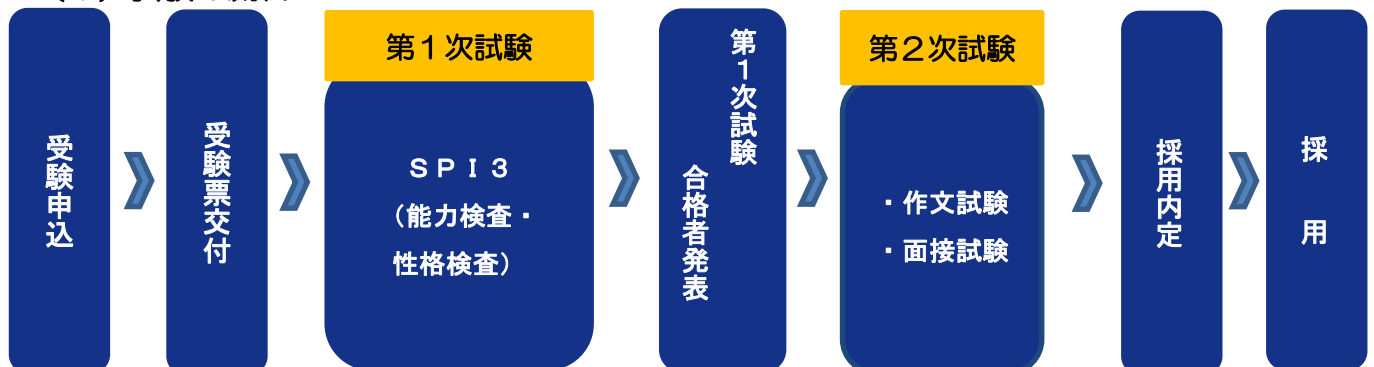 受験申込
受験票交付
第１次試験
ＳＰＩ３
（能力検査・
性格検査）
第１次試験
合格者発表
第２次試験
・作文試験
・面接試験
採用内定
採用